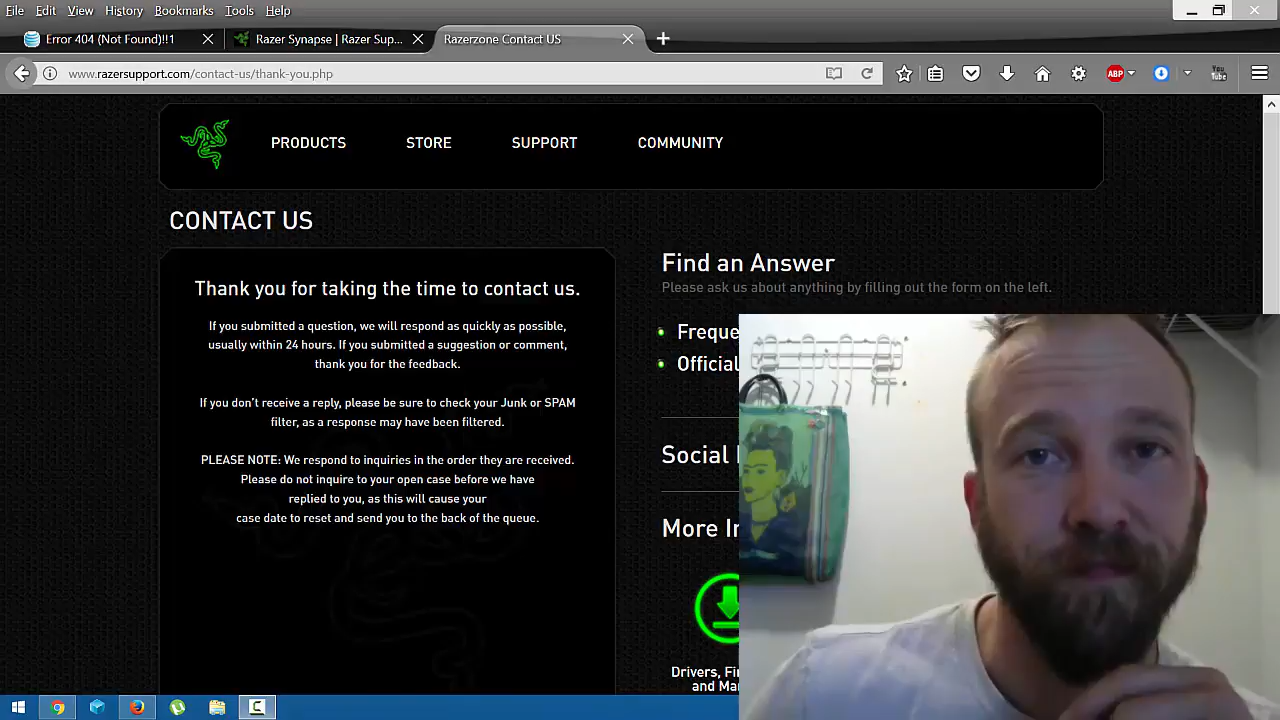 File Edit View History Bookmarks Tools Help
Error 404 (Not Found)!!1
Razer Synapse | Razer Sup...
Razerzone Contact US
www.razersupport.com/contact-us/thank-you.php
ABP
You Tube
PRODUCTS STORE SUPPORT COMMUNITY
CONTACT US
Thank you for taking the time to contact us.
If you submitted a question, we will respond as quickly as possible,
usually within 24 hours. If you submitted a suggestion or comment,
thank you for the feedback.
If you don't receive a reply, please be sure to check your Junk or SPAM
filter, as a response may have been filtered.
PLEASE NOTE: We respond to inquiries in the order they are received.
Please do not inquire to your open case before we have
replied to you, as this will cause your
case date to reset and send you to the back of the queue.
Find an Answer
Please ask us about anything by filling out the form on the left.
Freque
Official
Social
More In
Drivers, Fir
and Man